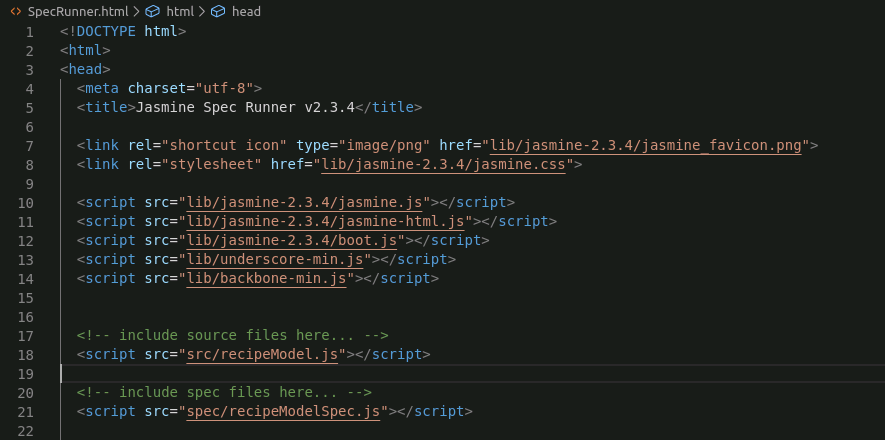 SpecRunner.html > html > head
1 <!DOCTYPE html>
2 <html>
3 <head>
4 <meta charset="utf-8">
5 <title>Jasmine Spec Runner v2.3.4</title>
6
7 <link rel="shortcut icon" type="image/png" href="lib/jasmine-2.3.4/jasmine_favicon.png">
8 <link rel="stylesheet" href="lib/jasmine-2.3.4/jasmine.css">
9
10 <script src="lib/jasmine-2.3.4/jasmine.js"></script>
11 <script src="lib/jasmine-2.3.4/jasmine-html.js"></script>
12 <script src="lib/jasmine-2.3.4/boot.js"></script>
13 <script src="lib/underscore-min.js"></script>
14 <script src="lib/backbone-min.js"></script>
15
16
17 <!-- include source files here... -->
18 <script src="src/recipeModel.js"></script>
19
20 <!-- include spec files here... -->
21 <script src="spec/recipeModelSpec.js"></script>
22